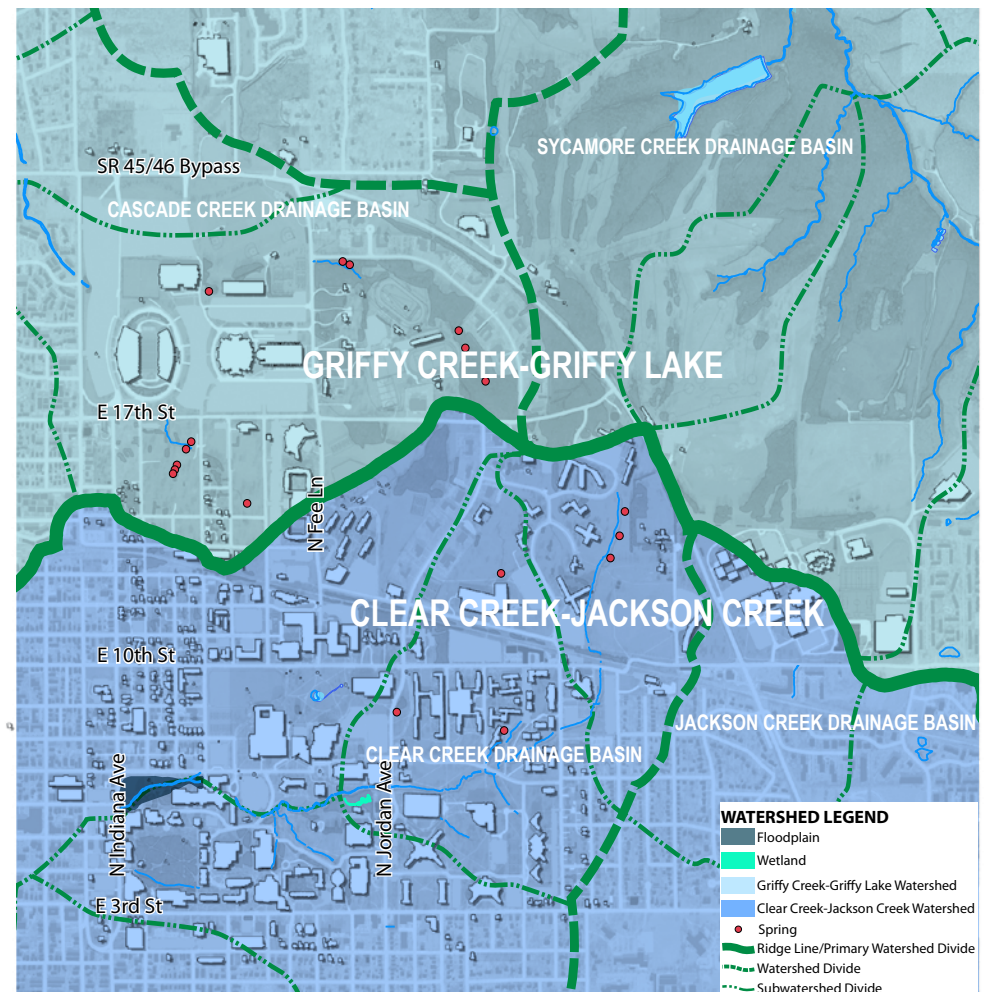 SYCAMORE CREEK DRAINAGE BASIN
SR 45/46 Bypass
CASCADE CREEK DRAINAGE BASIN
GRIFFY CREEK-GRIFFY LAKE
E 17th St
N Fee Ln
CLEAR CREEK-JACKSON CREEK
E 10th St
JACKSON CREEK DRAINAGE BASIN
CLEAR CREEK DRAINAGE BASIN
N Indiana Ave
N Jordan Ave
E 3rd St
WATERSHED LEGEND
Floodplain
Wetland
Griffy Creek-Griffy Lake Watershed
Clear Creek-Jackson Creek Watershed
Spring
Ridge Line/Primary Watershed Divide
Watershed Divide
Subwatershed Divide